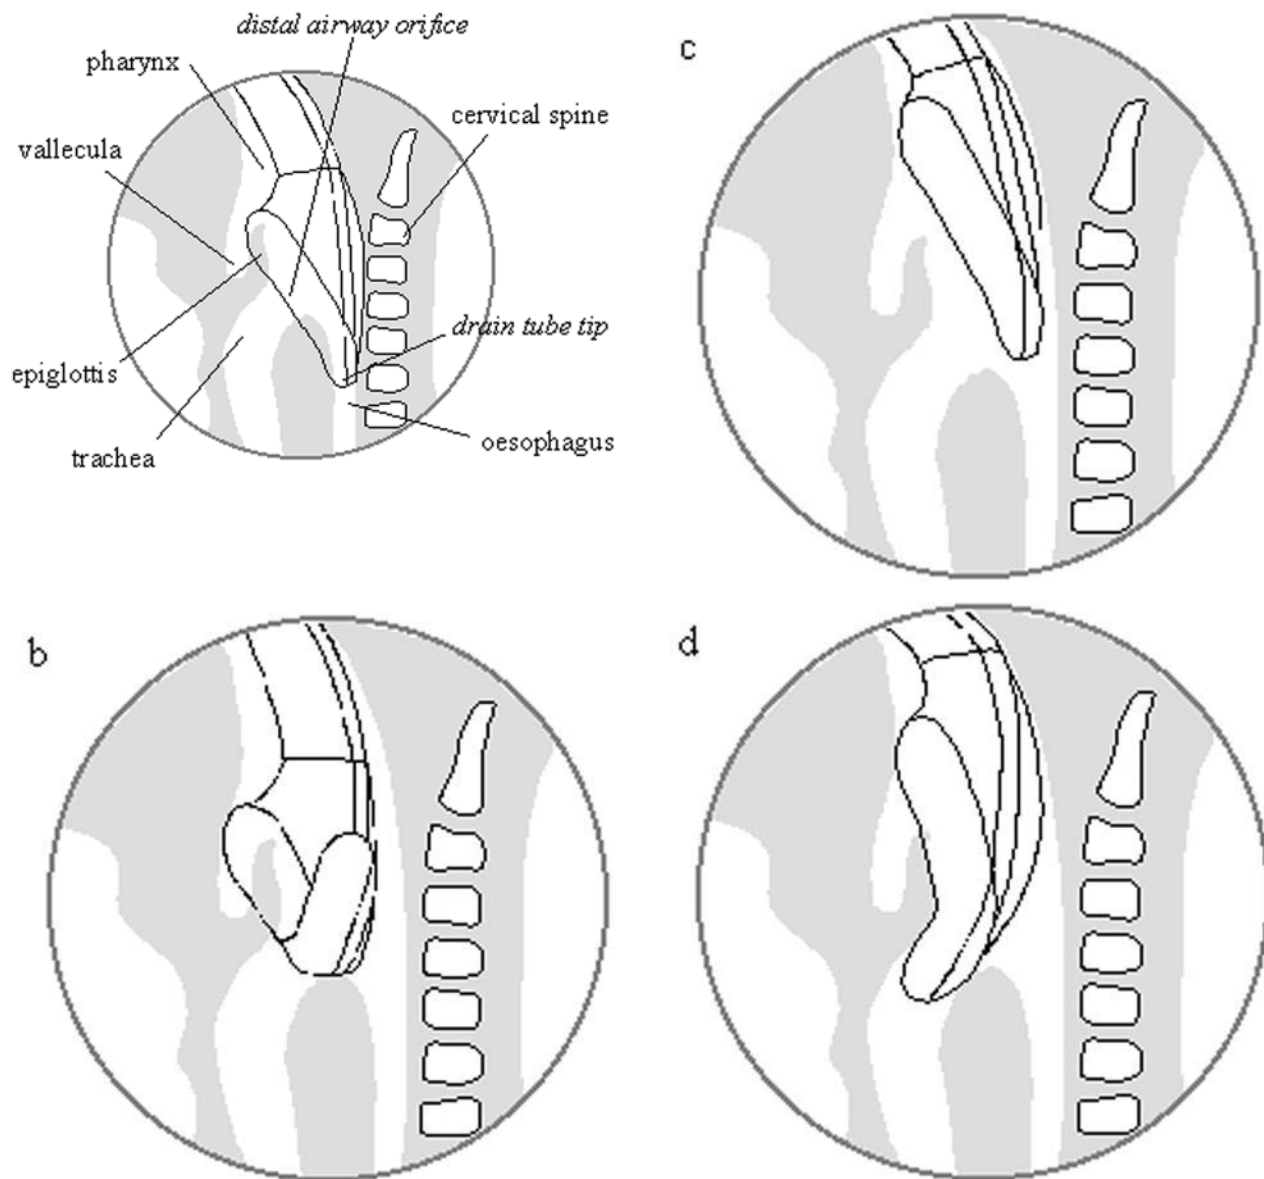 distal airway orifice
pharynx
cervical spine
vallecula
drain tube tip
epiglottis
oesophagus
trachea
c
b
d